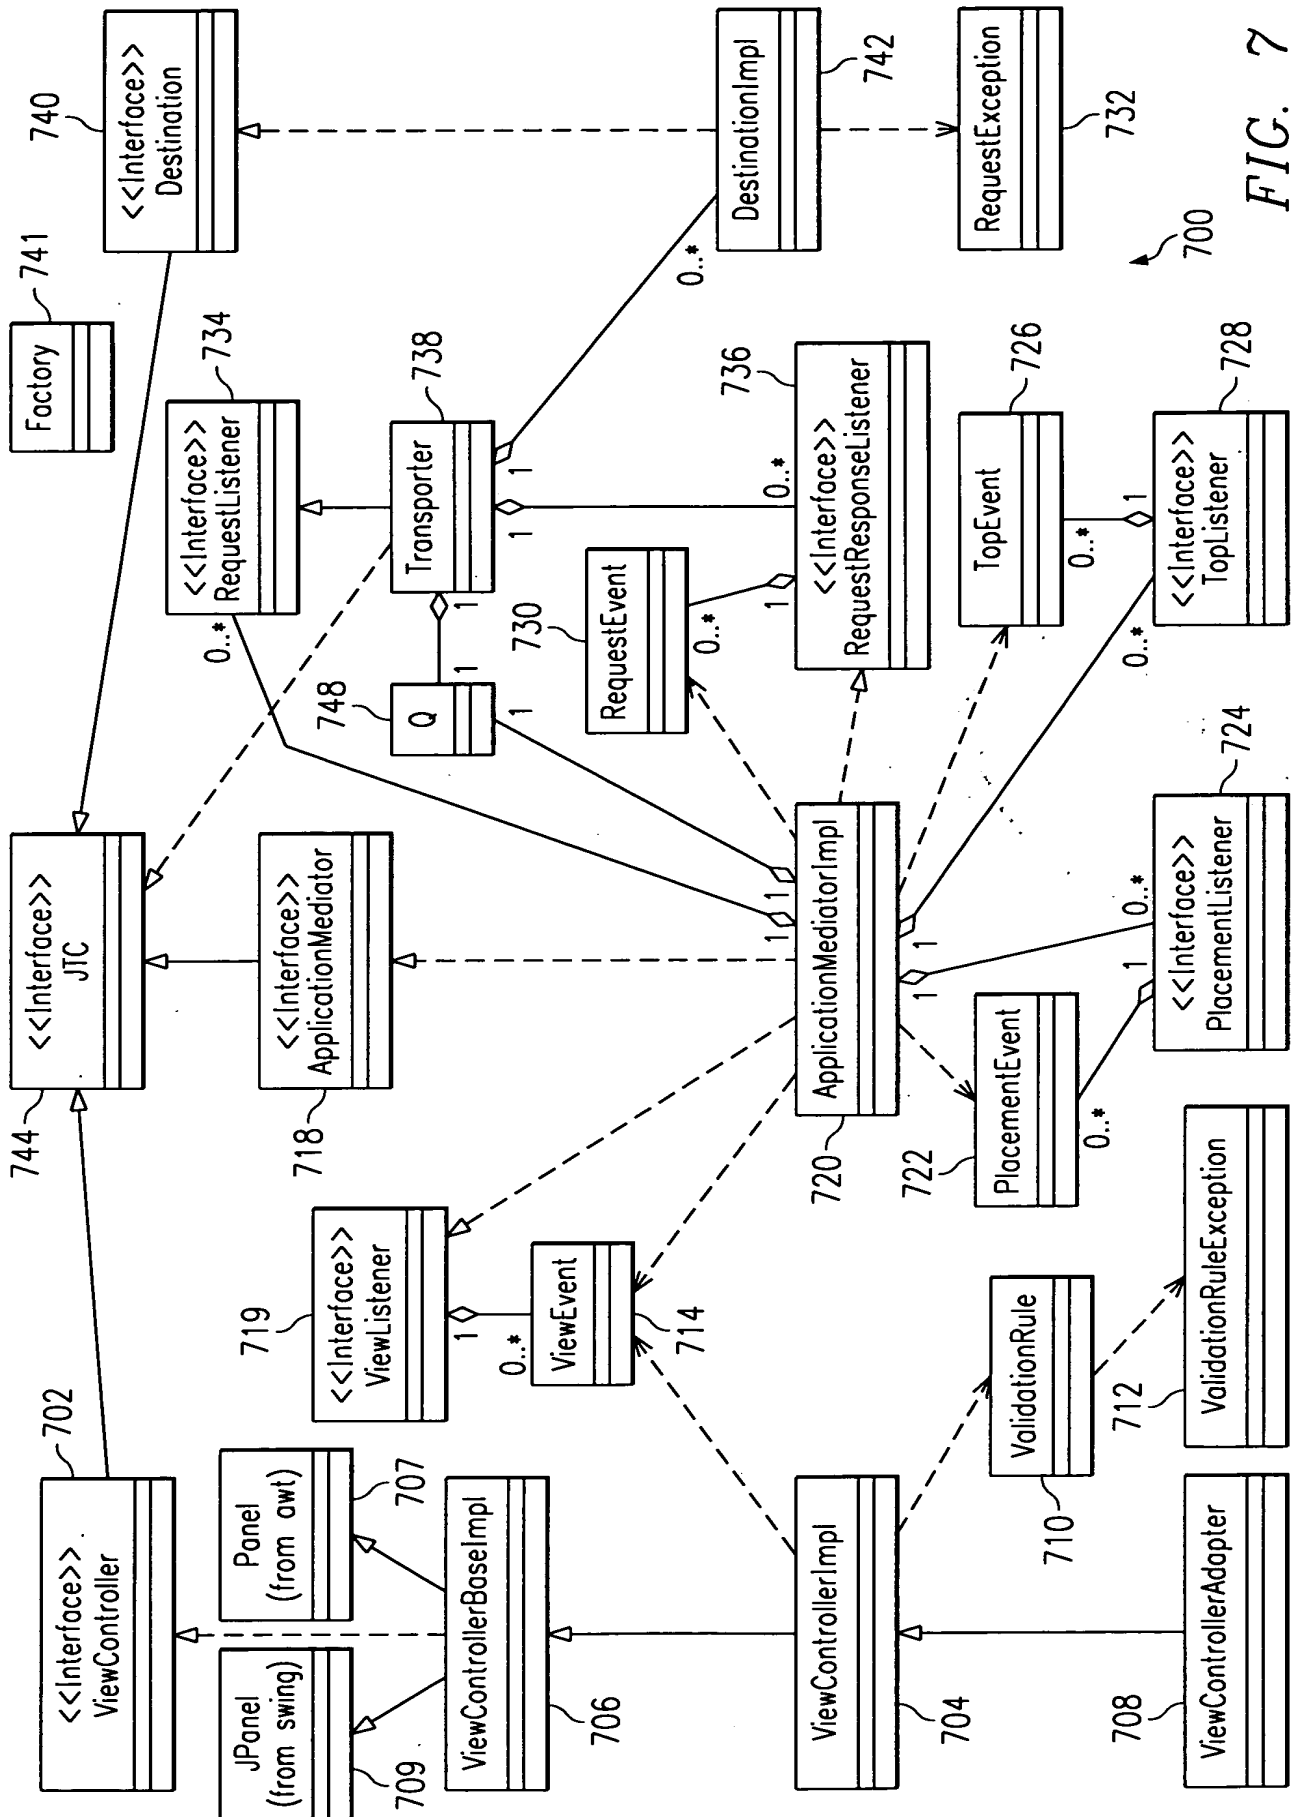 702
<<Interface>>
ViewController
744
<<Interface>>
JTC
Factory
741
740
<<Interface>>
Destination
JPanel
(from swing)
709
Panel
(from awt)
707
719
<<Interface>>
ViewListener
1
718
<<Interface>>
ApplicationMediator
<<Interface>>
RequestListener
734
0..*
ViewControllerBaseImpl
706
0..*
ViewEvent
714
748
Q
1
1
1
Transporter
738
1
1
730
RequestEvent
0..*
ViewControllerImpl
704
720
ApplicationMediatorImpl
1
1
1
1
736
<<Interface>>
RequestResponseListener
1
0..*
0..*
DestinationImpl
742
ValidationRule
710
722
PlacementEvent
0..*
TopEvent
726
0..*
RequestException
732
708
ViewControllerAdapter
712
ValidationRuleException
1
0..*
<<Interface>>
PlacementListener
724
0..*
1
<<Interface>>
TopListener
728
700
FIG. 7